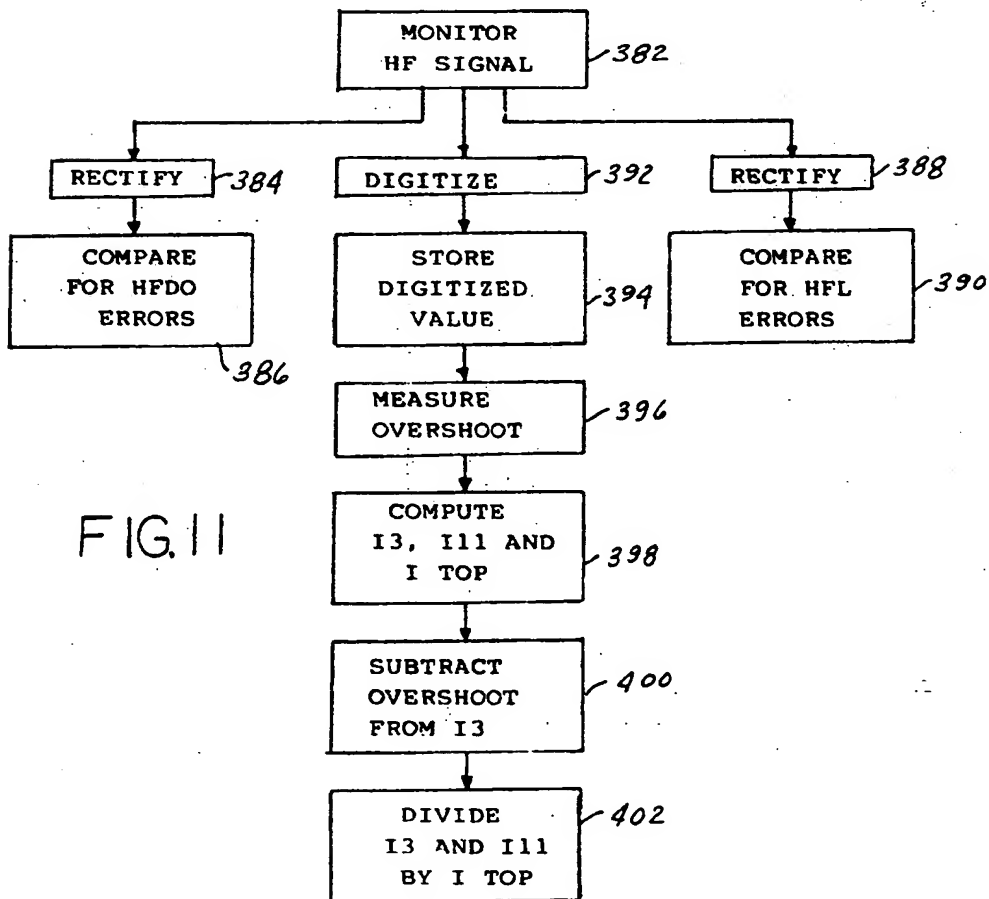 MONITOR
HF SIGNAL
382
RECTIFY
384
DIGITIZE
392
RECTIFY
388
COMPARE
FOR HFDO
ERRORS
386
STORE
DIGITIZED
VALUE
394
COMPARE
FOR HFL
ERRORS
390
MEASURE
OVERSHOOT
396
COMPUTE
I3, I11 AND
I TOP
398
FIG.11
SUBTRACT
OVERSHOOT
FROM I3
400
DIVIDE
I3 AND I11
BY I TOP
402